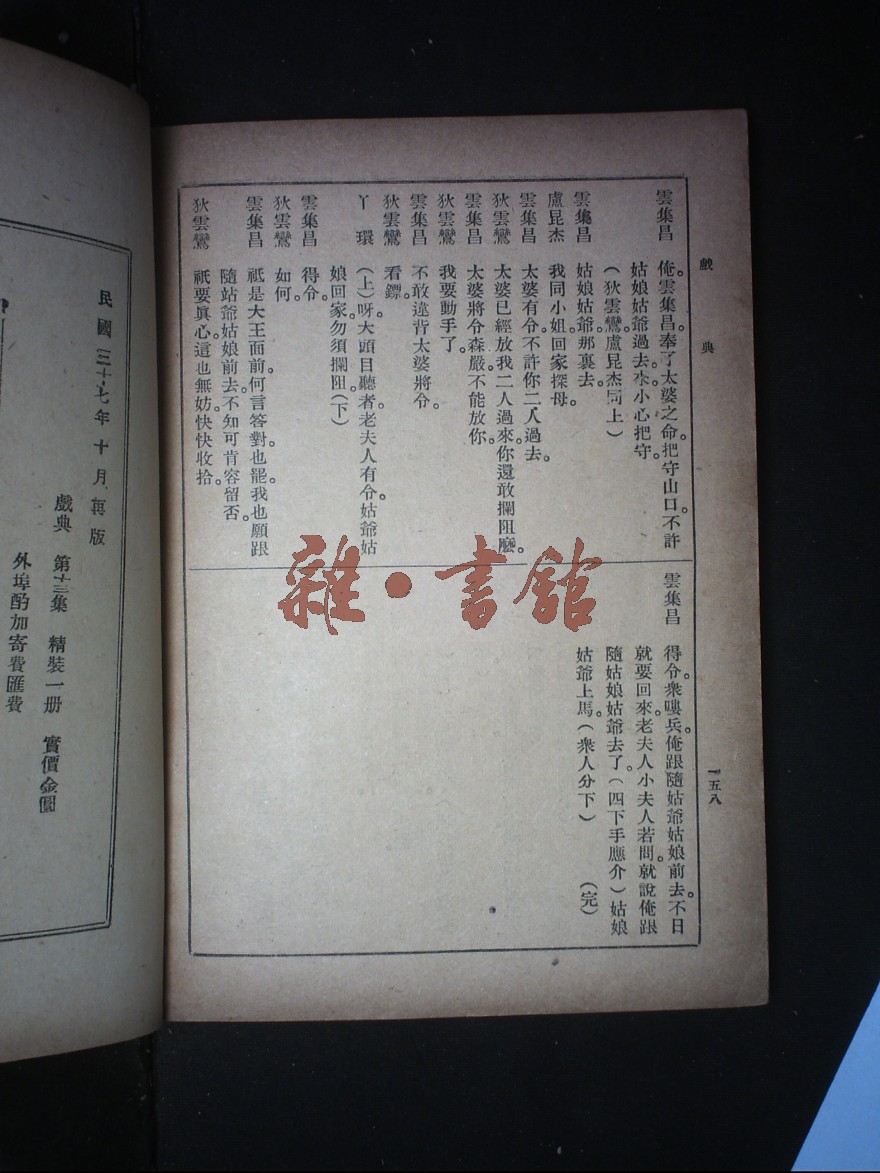 戲典
一五八
雲集昌 俺。雲集昌。奉了太婆之命。把守山口。不許
姑娘姑爺過去。小心把守。
（狄雲鸞。盧昆杰同上）
雲集昌 姑娘姑爺。那裏去。
盧昆杰 我同小姐回家探母。
雲集昌 太婆有令。不許你二人過去。
狄雲鸞 太婆已經放我二人過來。你還敢攔阻麼。
雲集昌 太婆將令森嚴。不能放你。
狄雲鸞 我要動手了。
雲集昌 不敢違背太婆將令。
狄雲鸞 看鏢。
丫環 （上）呀。大頭目聽者。老夫人有令。姑爺姑
娘回家。勿須攔阻。（下）
雲集昌 得令。
狄雲鸞 如何。
雲集昌 祇是大王面前。何言答對也罷。我也願跟
隨站爺姑娘前去。不知可肯容留否。
狄雲鸞 祇要眞心。這也無妨。快快收拾。
雲集昌 得令。衆嘍兵。俺跟隨姑爺姑娘前去。不日
就要回來。老夫人小夫人若問。就說俺跟
隨姑娘姑爺去了。（四下手應介）姑娘
姑爺上馬。（衆人分下） （完）
雜·書館
民國三十七年十月再版
戲典 第十三集 精裝一册 實價金圓
外埠酌加寄費匯費